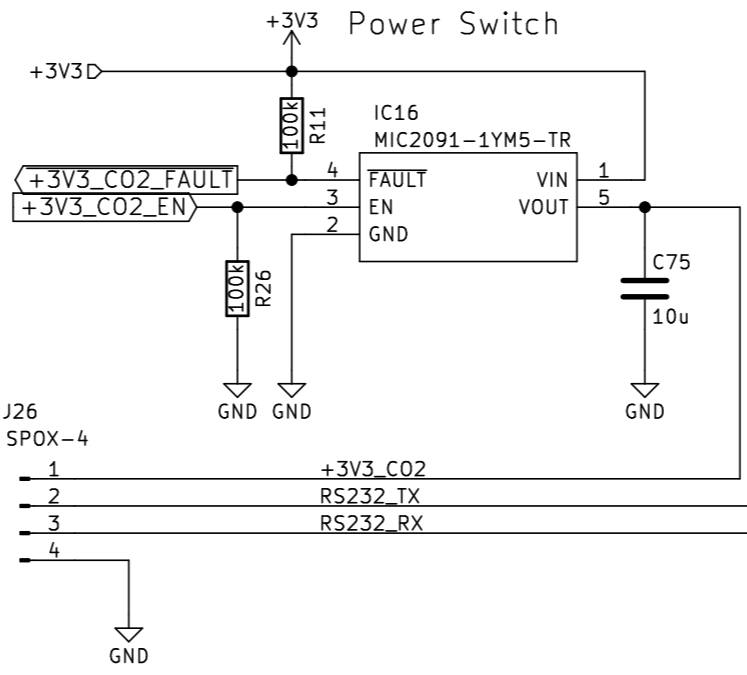 +3V3 Power Switch
+3V3
100k R11
IC16
MIC2091-1YM5-TR
+3V3_CO2_FAULT 4 FAULT VIN 1
+3V3_CO2_EN 3 EN VOUT 5
2 GND
100k R26
C75
10u
GND GND GND
J26
SPOX-4
1 +3V3_CO2
2 RS232_TX
3 RS232_RX
4
GND